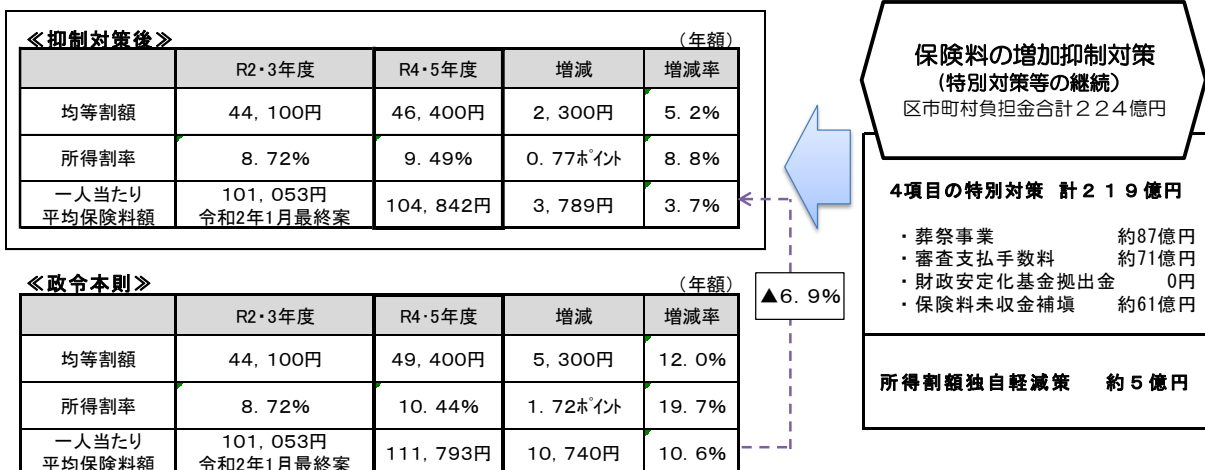 ≪抑制対策後≫ (年額)
R2・3年度 R4・5年度 増減 増減率
均等割額 44,100円 46,400円 2,300円 5.2%
所得割率 8.72% 9.49% 0.77ﾎﾟｲﾝﾄ 8.8%
一人当たり
平均保険料額 101,053円
令和2年1月最終案 104,842円 3,789円 3.7%
≪政令本則≫ (年額)
R2・3年度 R4・5年度 増減 増減率
均等割額 44,100円 49,400円 5,300円 12.0%
所得割率 8.72% 10.44% 1.72ﾎﾟｲﾝﾄ 19.7%
一人当たり
平均保険料額 101,053円
令和2年1月最終案 111,793円 10,740円 10.6%
▲6.9%
保険料の増加抑制対策
(特別対策等の継続)
区市町村負担金合計224億円
4項目の特別対策 計219億円
・葬祭事業 約87億円
・審査支払手数料 約71億円
・財政安定化基金拠出金 0円
・保険料未収金補塡 約61億円
所得割額独自軽減策 約5億円